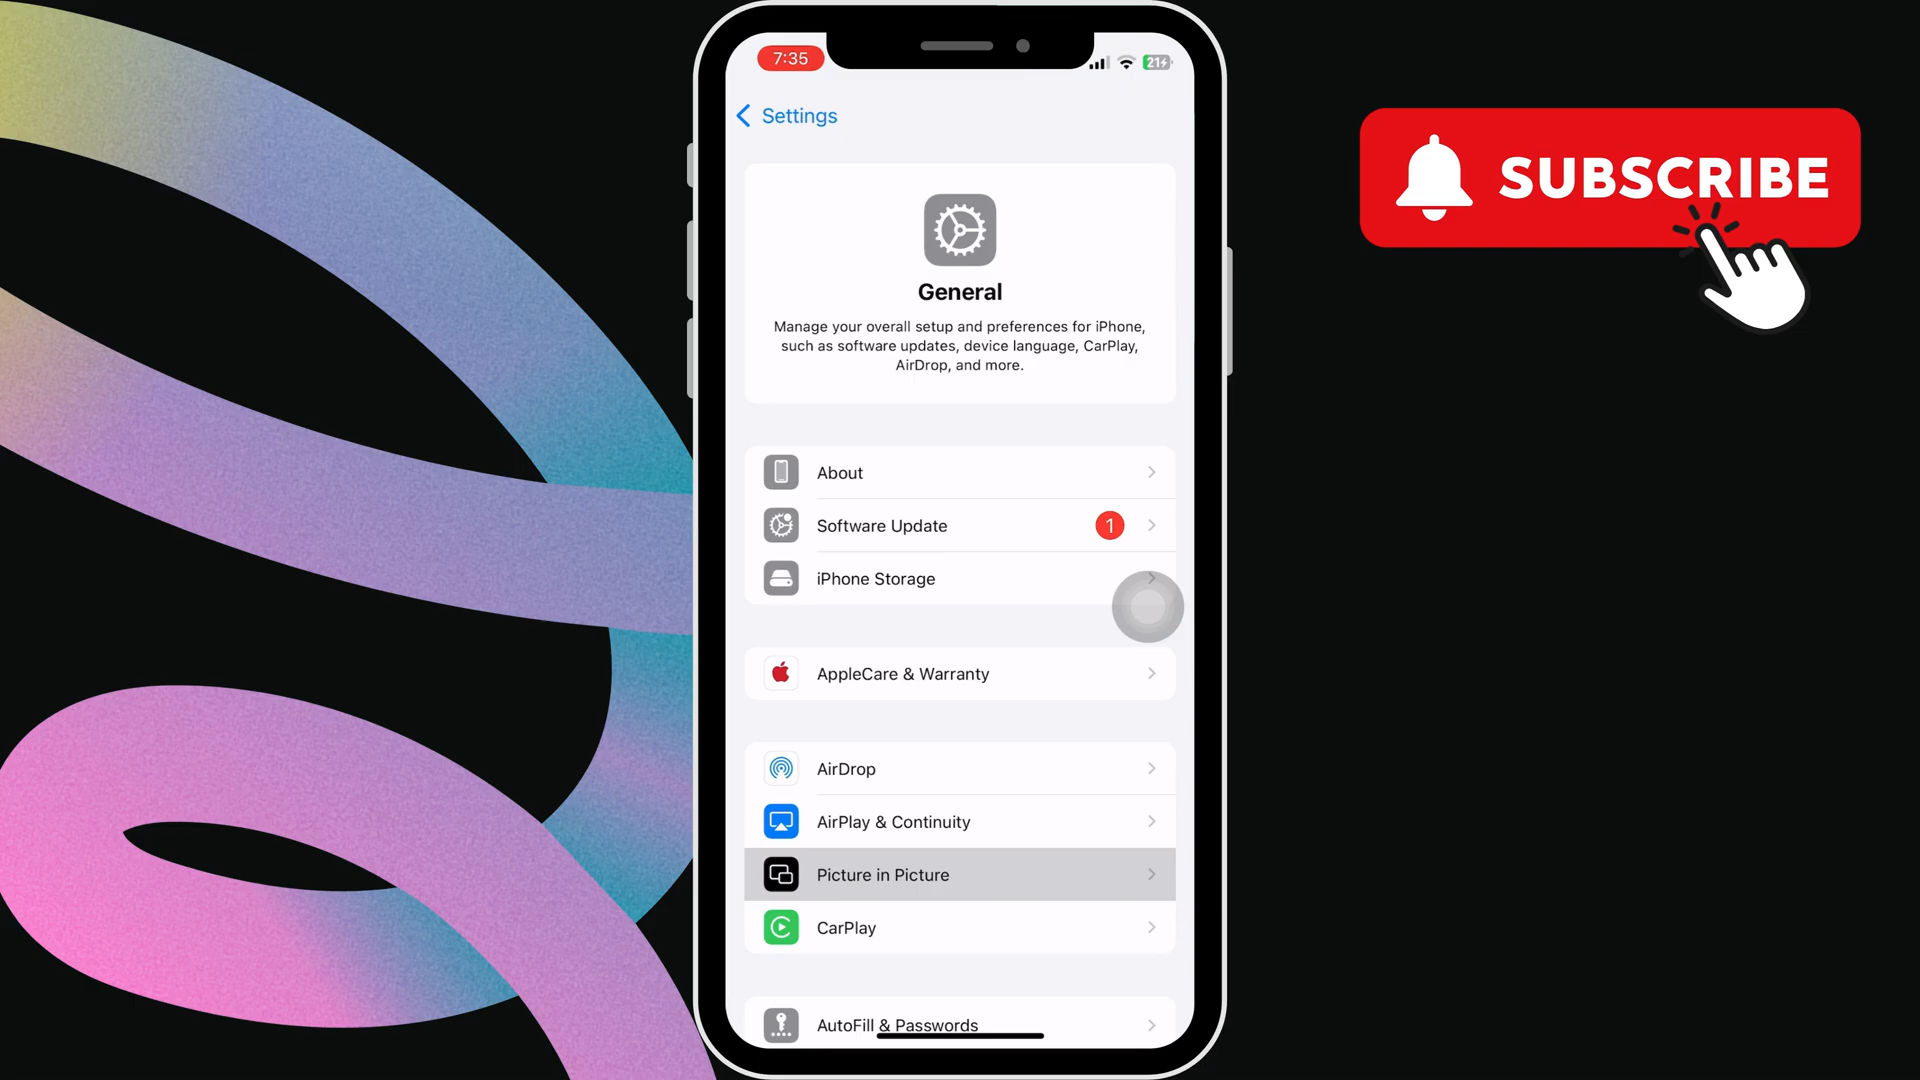 7:35
21
Settings
General
Manage your overall setup and preferences for iPhone,
such as software updates, device language, CarPlay,
AirDrop, and more.
About
Software Update
1
iPhone Storage
AppleCare & Warranty
AirDrop
AirPlay & Continuity
Picture in Picture
CarPlay
AutoFill & Passwords
SUBSCRIBE